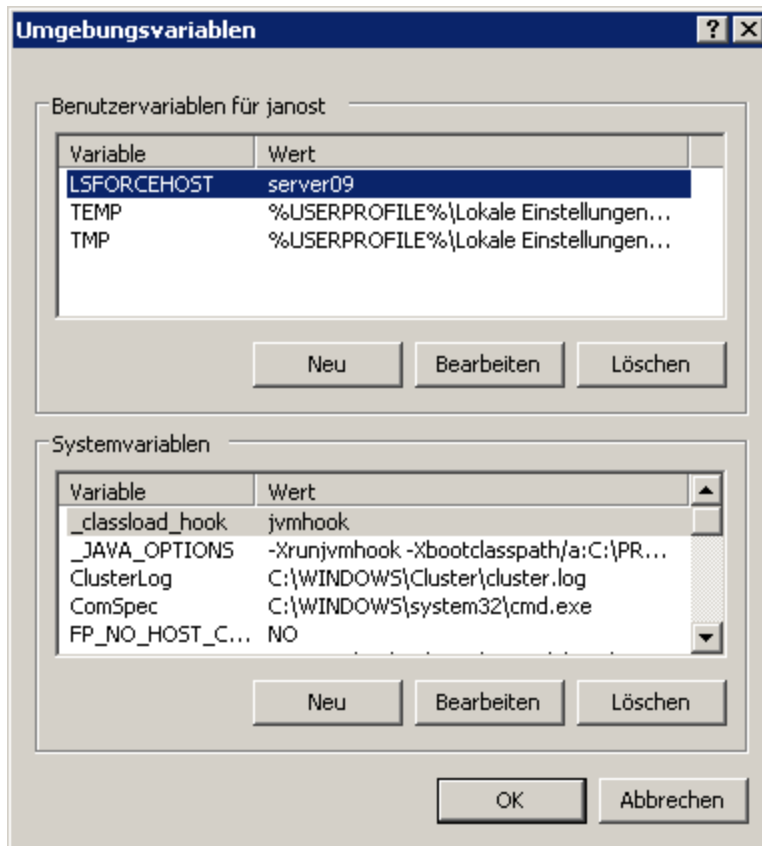 Umgebungsvariablen
Benutzervariablen für janost
Variable Wert
LSFORCEHOST server09
TEMP %USERPROFILE%\Lokale Einstellungen...
TMP %USERPROFILE%\Lokale Einstellungen...
Neu Bearbeiten Löschen
Systemvariablen
Variable Wert
_classload_hook jvmhook
_JAVA_OPTIONS -Xrunjvmhook -Xbootclasspath/a:C:\PR...
ClusterLog C:\WINDOWS\Cluster\cluster.log
ComSpec C:\WINDOWS\system32\cmd.exe
FP_NO_HOST_C... NO
Neu Bearbeiten Löschen
OK Abbrechen